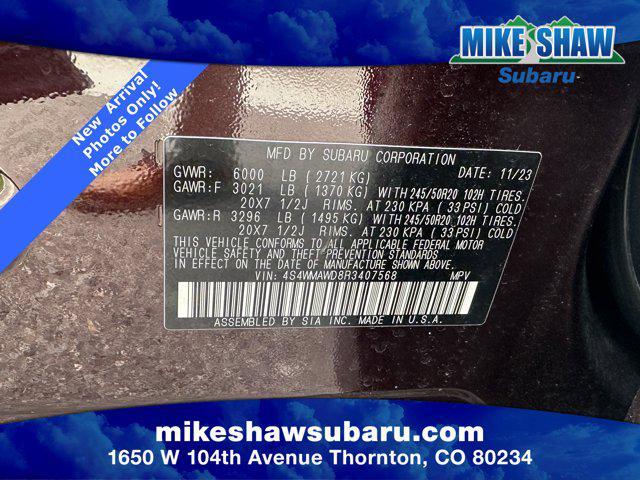 MIKE SHAW
Subaru
New Arrival
Photos Only!
More to Follow
MFD BY SUBARU CORPORATION
GVWR: 6000 LB ( 2721 KG) DATE: 11/23
GAWR:F 3021 LB ( 1370 KG) WITH 245/50R20 102H TIRES.
20X7 1/2J RIMS.AT 230 KPA ( 33 PSI) COLD
GAWR:R 3296 LB ( 1495 KG) WITH 245/50R20 102H TIRES.
20X7 1/2J RIMS.AT 230 KPA ( 33 PSI) COLD
THIS VEHICLE CONFORMS TO ALL APPLICABLE FEDERAL MOTOR
VEHICLE SAFETY AND THEFT PREVENTION STANDARDS
IN EFFECT ON THE DATE OF MANUFACTURE SHOWN ABOVE.
VIN: 4S4WMAWD8R3407568 MPV
ASSEMBLED BY SIA INC. MADE IN U.S.A.
mikeshawsubaru.com
1650 W 104th Avenue Thornton, CO 80234